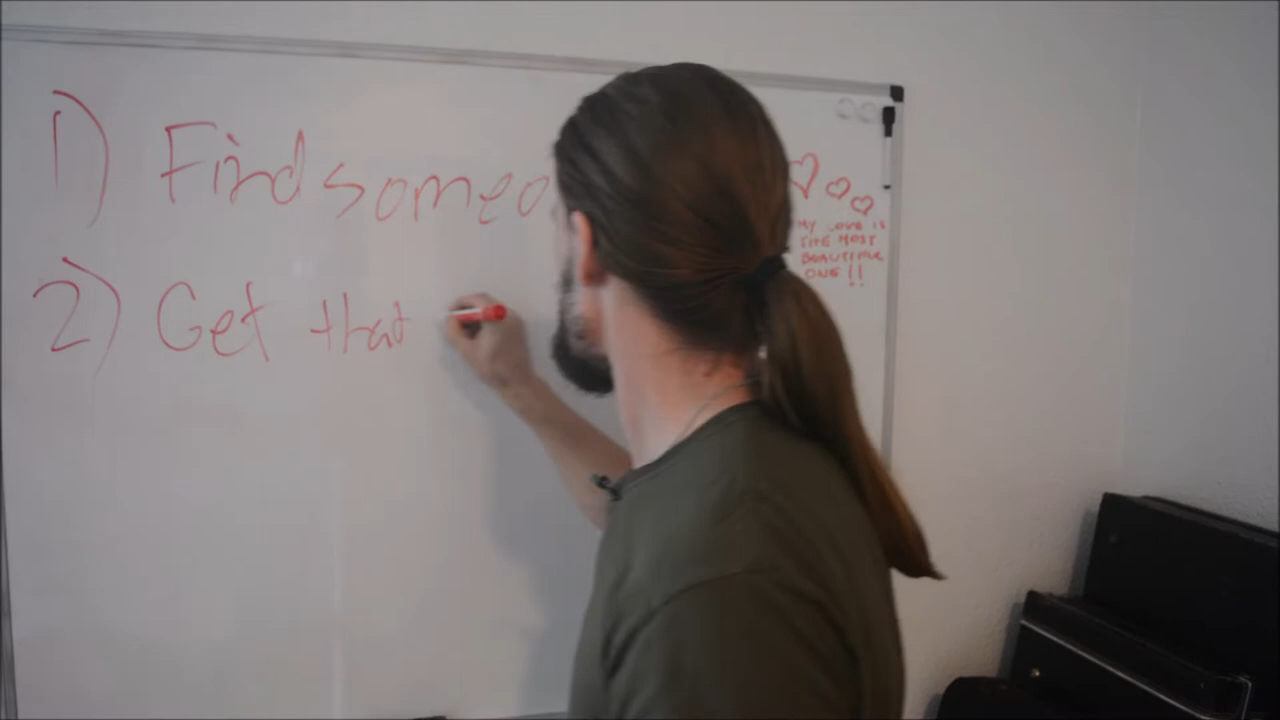 1) Find someo
2) Get that
MY LOVE IS
THE MOST
BEAUTIFUL
ONE!!